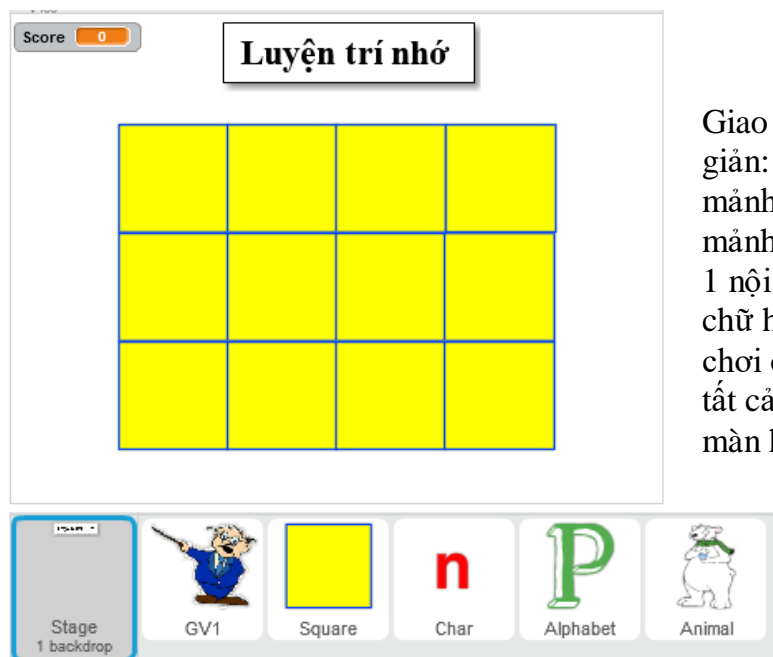 Score 0
Luyện trí nhớ
Giao
giản:
mảnh
mảnh
1 nội
chữ h
chơi
tất cả
màn
n
P
Stage
1 backdrop
GV1
Square
Char
Alphabet
Animal